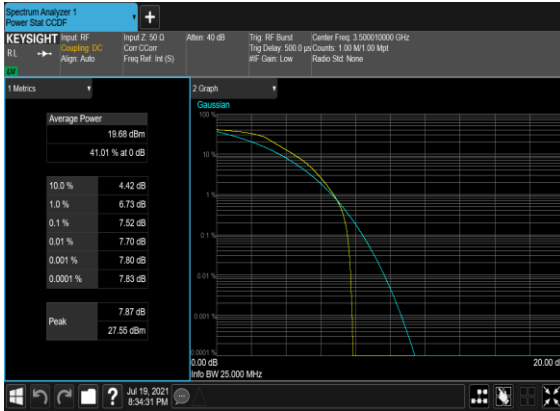 Spectrum Analyzer 1
Power Stat CCDF
+
KEYSIGHT
RL
Input: RF
Coupling: DC
Align: Auto
Input Z: 50 Ω
Corr CCorr
Freq Ref: Int (S)
Atten: 40 dB
Trig: RF Burst
Trig Delay: 500.0 µs
#IF Gain: Low
Center Freq: 3.500010000 GHz
Counts: 1.00 M/1.00 Mpt
Radio Std: None
1 Metrics
Average Power
19.68 dBm
41.01 % at 0 dB
10.0 % 4.42 dB
1.0 % 6.73 dB
0.1 % 7.52 dB
0.01 % 7.70 dB
0.001 % 7.80 dB
0.0001 % 7.83 dB
Peak
7.87 dB
27.55 dBm
2 Graph
Gaussian
100 %
10 %
1 %
0.1 %
0.01 %
0.001 %
0.0001 %
0.00 dB
20.00 d
Info BW 25.000 MHz
?
Jul 19, 2021
8:34:31 PM